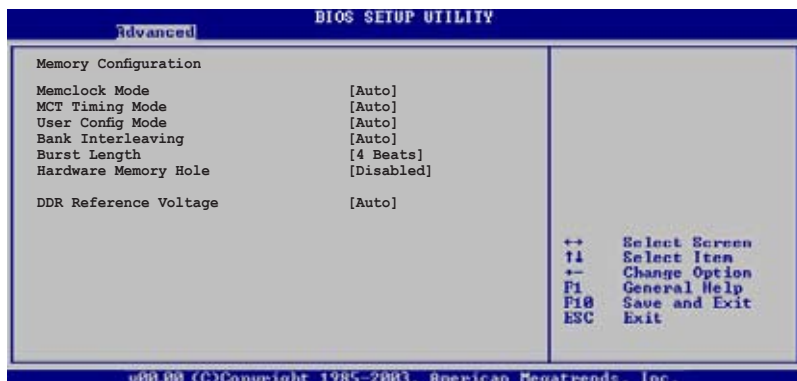 BIOS SETUP UTILITY
Advanced
Memory Configuration
Memclock Mode [Auto]
MCT Timing Mode [Auto]
User Config Mode [Auto]
Bank Interleaving [Auto]
Burst Length [4 Beats]
Hardware Memory Hole [Disabled]
DDR Reference Voltage [Auto]
↔ Select Screen
↑↓ Select Item
+- Change Option
F1 General Help
F10 Save and Exit
ESC Exit
v00.00 (C)Copyright 1985-2003, American Megatrends, Inc.